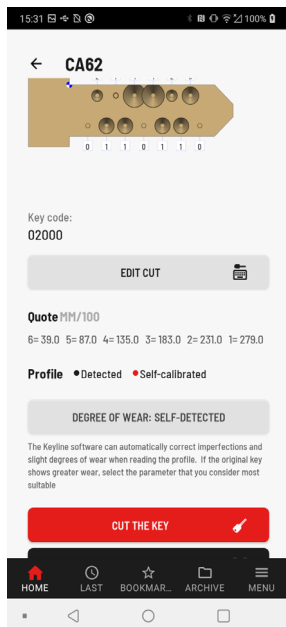 15:31
100%
CA62
0 1 1 0 1 1 0
Key code:
02000
EDIT CUT
Quote MM/100
6= 39.0 5= 87.0 4= 135.0 3= 183.0 2= 231.0 1= 279.0
Profile Detected Self-calibrated
DEGREE OF WEAR: SELF-DETECTED
The Keyline software can automatically correct imperfections and
slight degrees of wear when reading the profile. If the original key
shows greater wear, select the parameter that you consider most
suitable
CUT THE KEY
HOME LAST BOOKMAR... ARCHIVE MENU